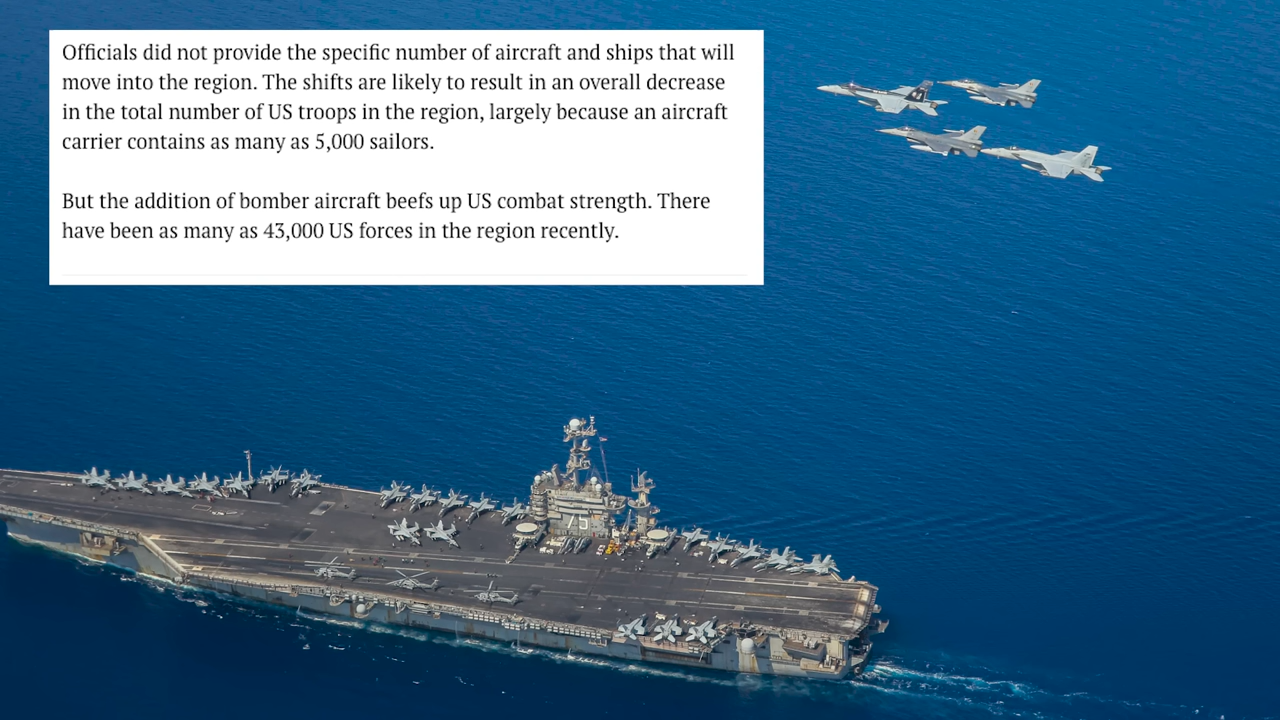 Officials did not provide the specific number of aircraft and ships that will
move into the region. The shifts are likely to result in an overall decrease
in the total number of US troops in the region, largely because an aircraft
carrier contains as many as 5,000 sailors.
But the addition of bomber aircraft beefs up US combat strength. There
have been as many as 43,000 US forces in the region recently.
75